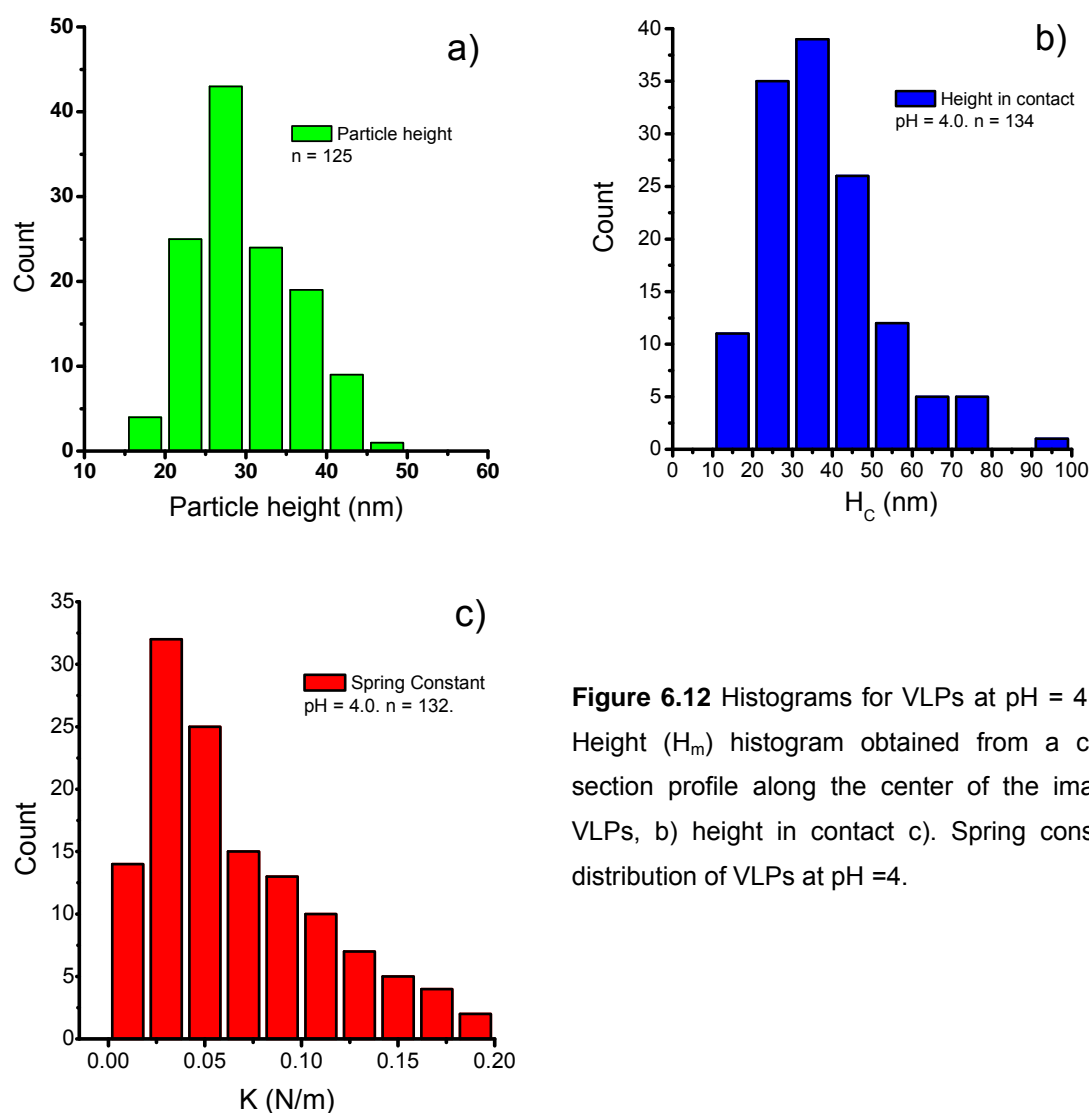 a)
50
40
30
20
10
0
Count
Particle height
n = 125
10 20 30 40 50 60
Particle height (nm)
b)
40
35
30
25
20
15
10
5
0
Count
Height in contact
pH = 4.0. n = 134
0 10 20 30 40 50 60 70 80 90 100
H_C (nm)
c)
35
30
25
20
15
10
5
0
Count
Spring Constant
pH = 4.0. n = 132.
0.00 0.05 0.10 0.15 0.20
K (N/m)
Figure 6.12 Histograms for VLPs at pH = 4
Height (H_m) histogram obtained from a c
section profile along the center of the ima
VLPs, b) height in contact c). Spring cons
distribution of VLPs at pH =4.